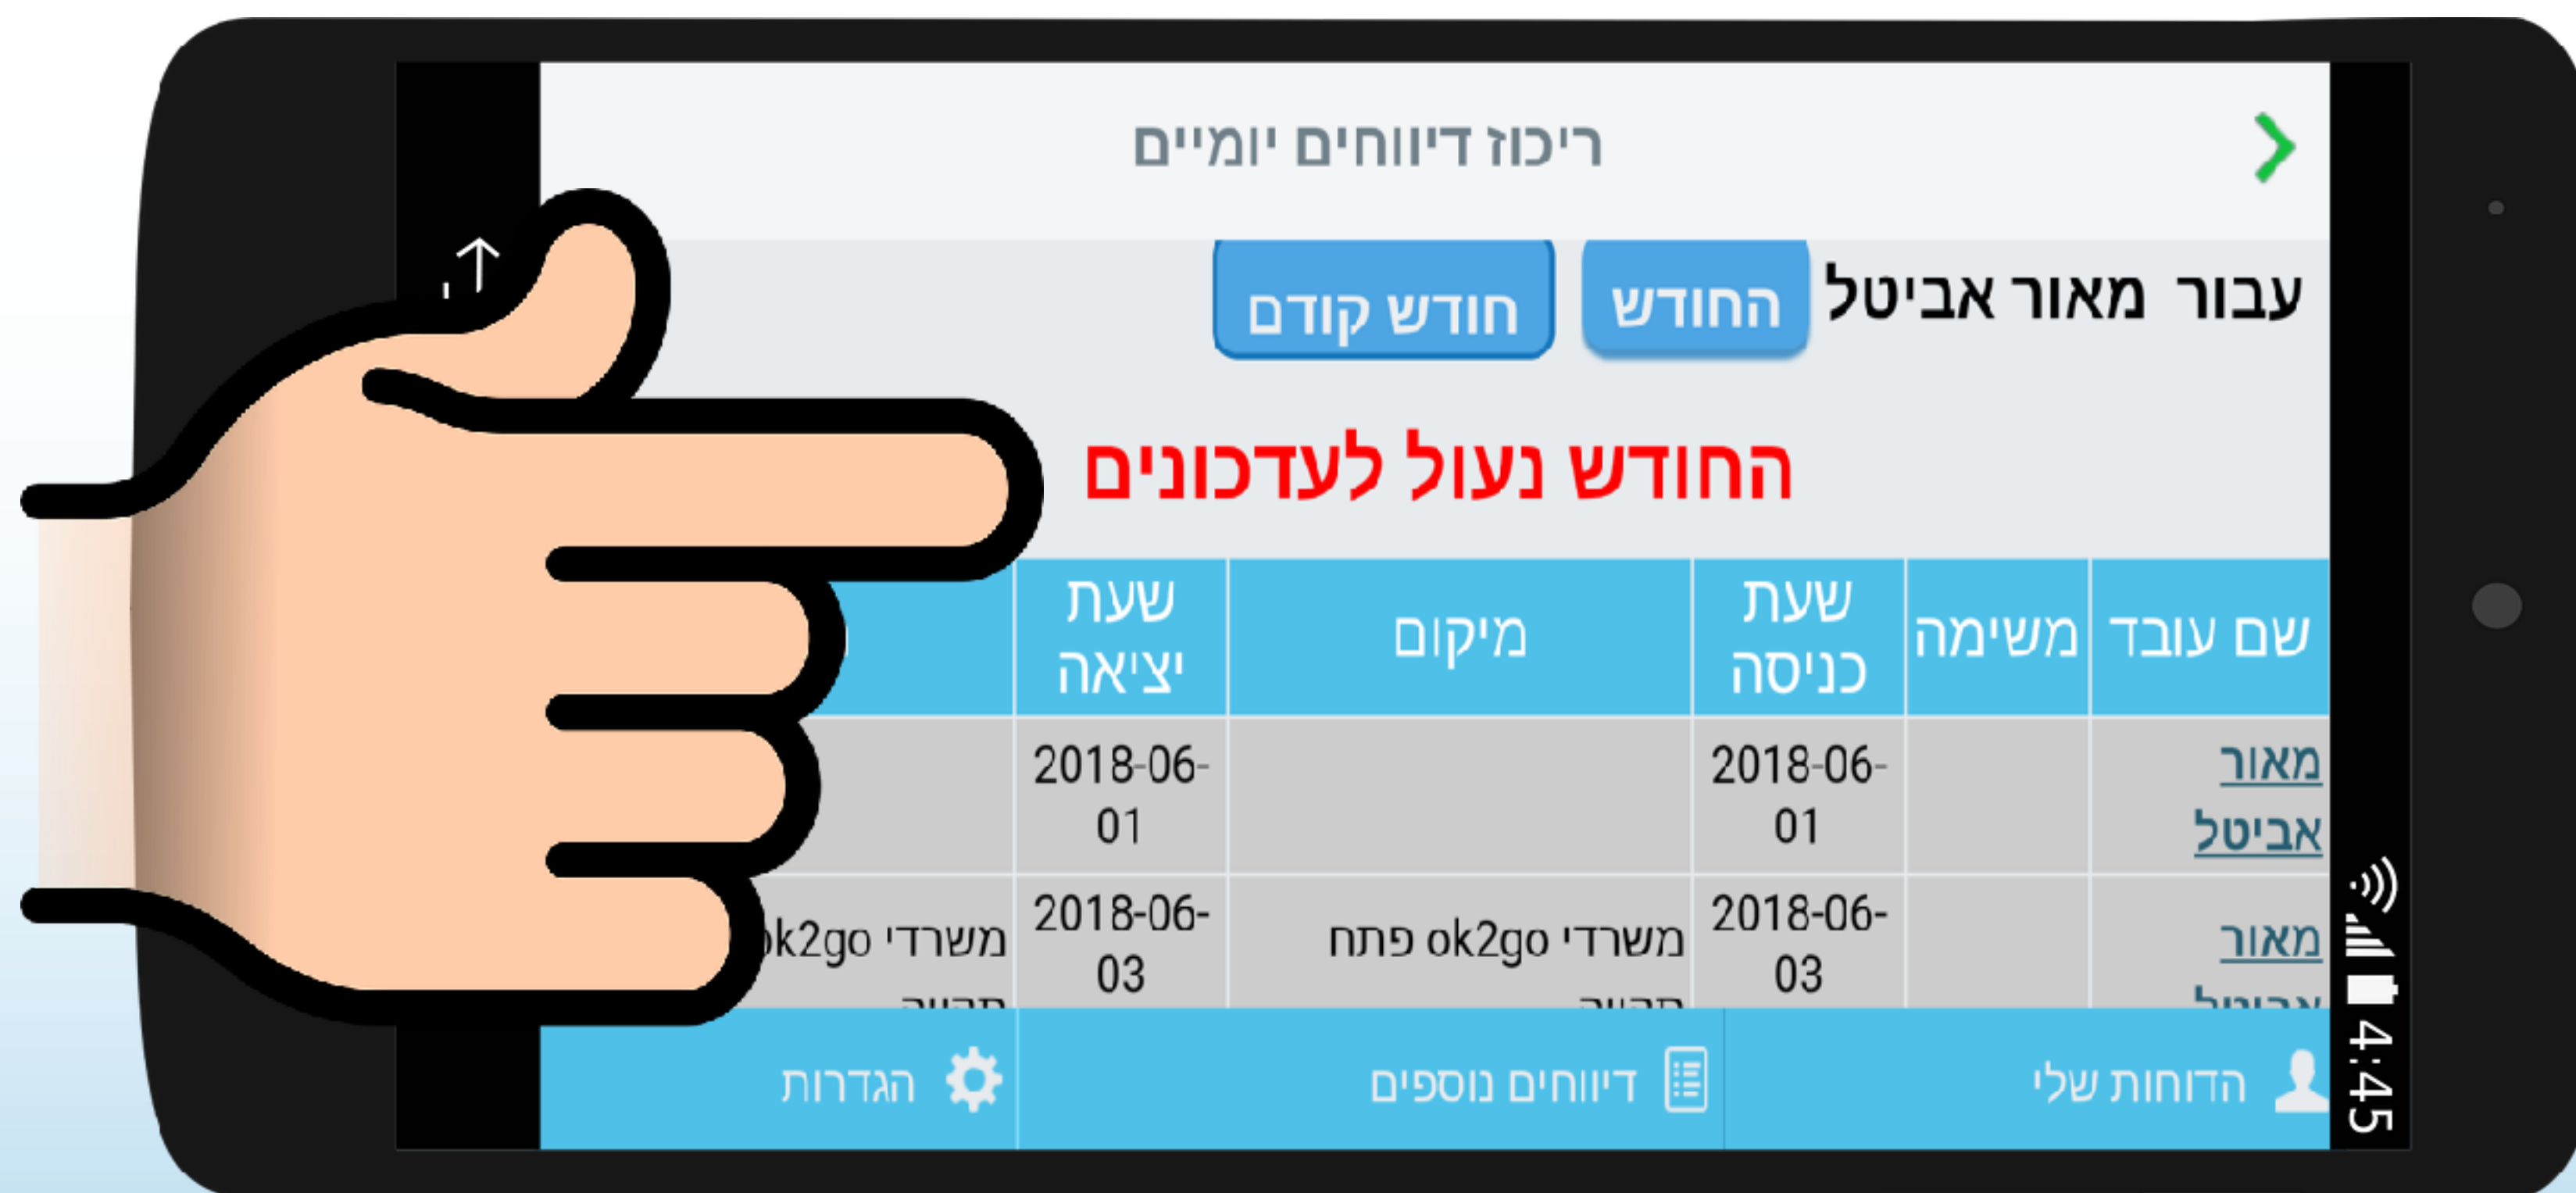 ריכוז דיווחים יומיים
עבור מאור אביטל החודש חודש קודם
החודש נעול לעדכונים
שם עובד משימה שעת כניסה מיקום שעת יציאה
מאור אביטל 2018-06-01 2018-06-01
מאור 2018-06-03 משרדי ok2go פתח 2018-06-03 משרדי
הדוחות שלי דיווחים נוספים הגדרות
4:45